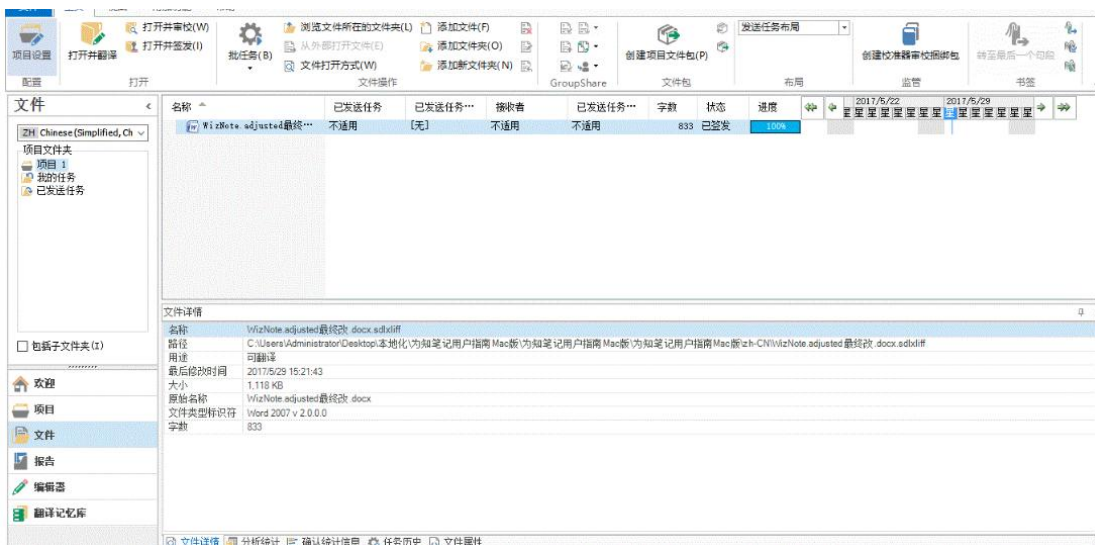 打开并审校(W)
浏览文件所在的文件夹(L)
添加文件(F)
发送任务布局
项目设置
打开并翻译
打开并签发(I)
批任务(B)
从外部打开文件(E)
添加文件夹(O)
创建项目文件包(P)
创建校准器审校捆绑包
转至最后一个句段
文件打开方式(W)
添加新文件夹(N)
配置
打开
文件操作
GroupShare
文件包
布局
监管
书签
文件
名称
已发送任务
已发送任务…
接收者
已发送任务…
字数
状态
进度
2017/5/22
2017/5/29
星星星星星星星星星星星星星星
ZH Chinese (Simplified, Ch
WizNote.adjusted最终…
不适用
[无]
不适用
不适用
833
已签发
100%
项目文件夹
项目 1
我的任务
已发送任务
包括子文件夹(I)
欢迎
项目
文件
报告
编辑器
翻译记忆库
文件详情
名称 WizNote.adjusted最终改 .docx.sdlxliff
路径 C:\Users\Administrator\Desktop\本地化\为知笔记用户指南 Mac版\为知笔记用户指南 Mac版\为知笔记用户指南Mac版\zh-CN\WizNote.adjusted最终改 .docx.sdlxliff
用途 可翻译
最后修改时间 2017/5/29 15:21:43
大小 1,118 KB
原始名称 WizNote.adjusted最终改 .docx
文件类型标识符 Word 2007 v 2.0.0.0
字数 833
文件详情 分析统计 确认统计信息 任务历史 文件属性